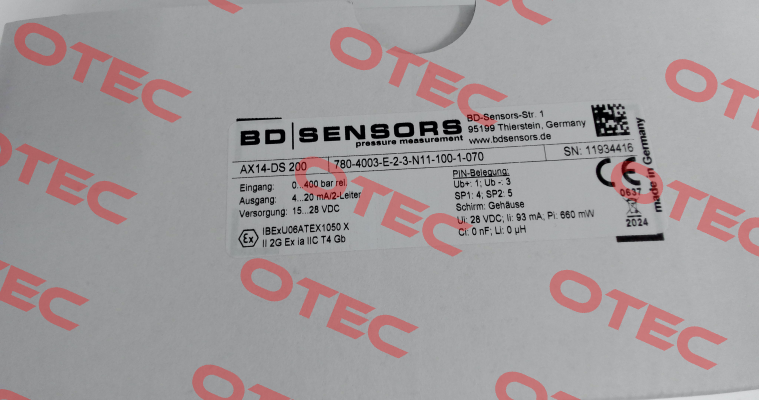 BD|SENSORS
pressure measurement
BD-Sensors-Str. 1
95199 Thierstein, Germany
www.bdsensors.de
AX14-DS 200
780-4003-E-2-3-N11-100-1-070
SN: 11934416
Eingang: 0...400 bar rel.
Ausgang: 4...20 mA/2-Leiter
Versorgung: 15...28 VDC
PIN-Belegung:
Ub+: 1; Ub -: 3
SP1: 4; SP2: 5
Schirm: Gehäuse
Ui: 28 VDC; Ii: 93 mA; Pi: 660 mW
Ci: 0 nF; Li: 0 µH
Ex
IBExU06ATEX1050 X
II 2G Ex ia IIC T4 Gb
CE
0637
2024
made in Germany
OTEC
OTEC
OTEC
OTEC
OTEC
OTEC
OTEC
OTEC
OTEC
OTEC
OTEC